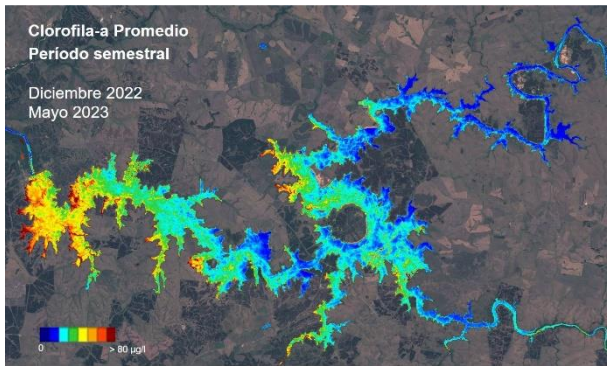 Clorofila-a Promedio
Período semestral
Diciembre 2022
Mayo 2023
0
> 80 µg/l